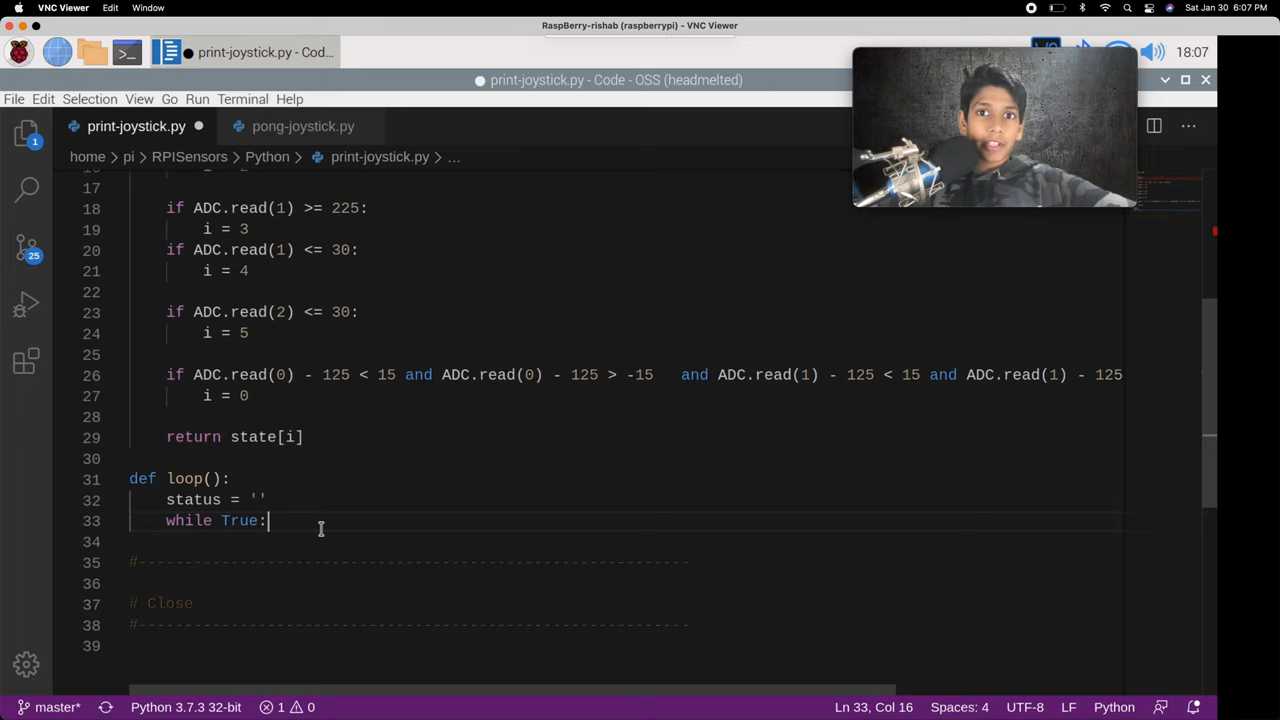 VNC Viewer Edit Window Sat Jan 30 6:07 PM
RaspBerry-rishab (raspberrypi) - VNC Viewer
print-joystick.py - Cod... 18:07
print-joystick.py - Code - OSS (headmelted)
File Edit Selection View Go Run Terminal Help
print-joystick.py pong-joystick.py
home > pi > RPISensors > Python > print-joystick.py > ...
17
18 if ADC.read(1) >= 225:
19 i = 3
20 if ADC.read(1) <= 30:
21 i = 4
22
23 if ADC.read(2) <= 30:
24 i = 5
25
26 if ADC.read(0) - 125 < 15 and ADC.read(0) - 125 > -15 and ADC.read(1) - 125 < 15 and ADC.read(1) - 125
27 i = 0
28
29 return state[i]
30
31 def loop():
32 status = ''
33 while True:
34
35 #------------------------------------------------------------
36
37 # Close
38 #------------------------------------------------------------
39
1
25
master* Python 3.7.3 32-bit 1 0 Ln 33, Col 16 Spaces: 4 UTF-8 LF Python